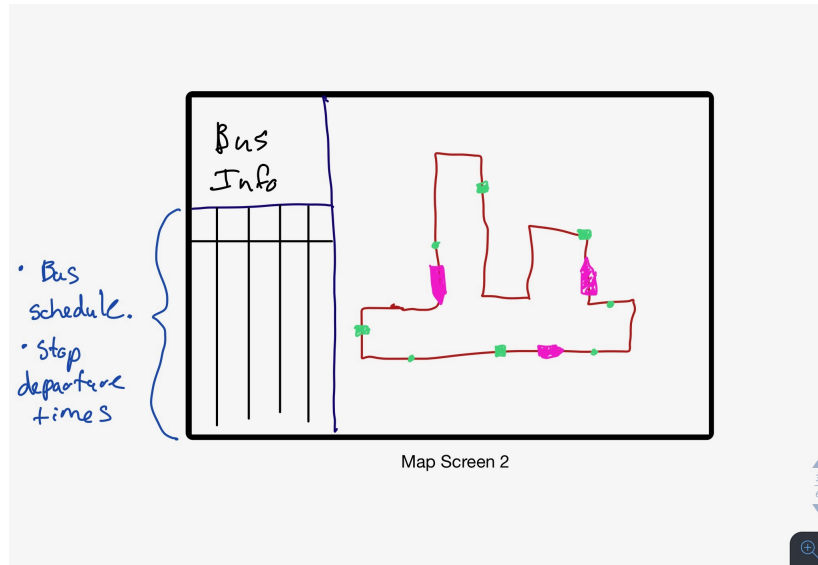 Bus
Info
• Bus
schedule.
• Stop
departure
times
Map Screen 2